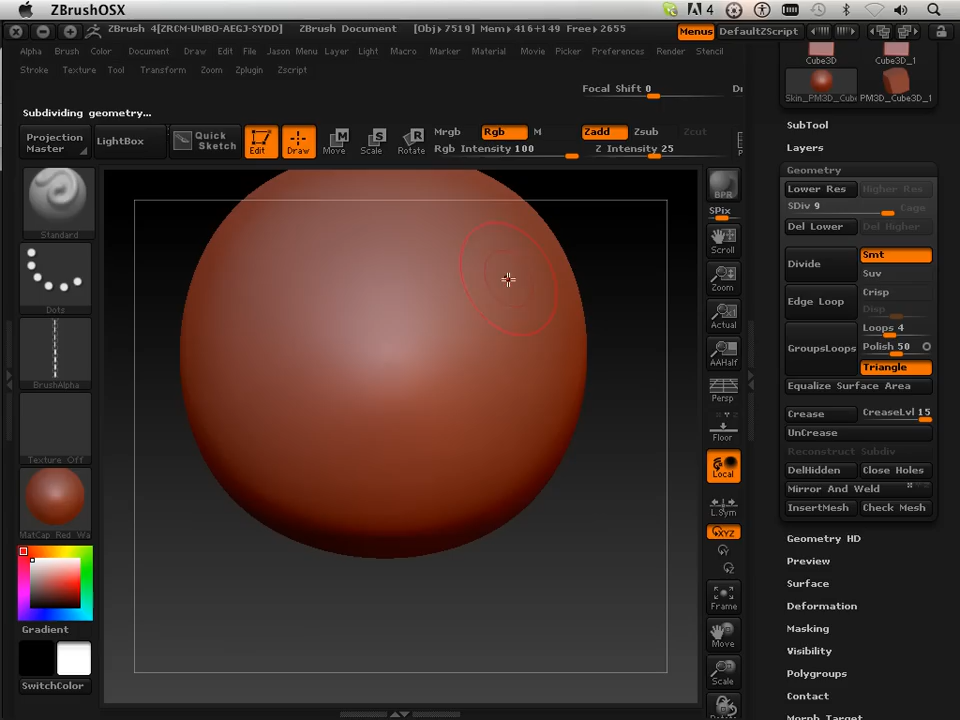 ZBrushOSX
4
ZBrush 4[ZRCM-UMBO-AEGJ-SYDD]
ZBrush Document
[Obj▸7519] Mem▸416+149 Free▸2655
Menus
DefaultZScript
Alpha Brush Color Document Draw Edit File Jason Menu Layer Light Macro Marker Material Movie Picker Preferences Render Stencil
Stroke Texture Tool Transform Zoom Zplugin Zscript
Subdividing geometry...
Focal Shift 0
Dr
Projection Master
LightBox
Quick Sketch
Edit
Draw
Move
Scale
Rotate
Mrgb Rgb M
Rgb Intensity 100
Zadd Zsub Zcut
Z Intensity 25
Standard
Dots
BrushAlpha
Texture Off
MatCap Red Wa
Gradient
SwitchColor
BPR
SPix
Scroll
Zoom
Actual
AAHalf
Persp
Floor
Local
L.Sym
XYZ
Frame
Move
Scale
Cube3D
Cube3D_1
Skin_PM3D_Cub
PM3D_Cube3D_1
SubTool
Layers
Geometry
Lower Res Higher Res
SDiv 9 Cage
Del Lower Del Higher
Divide
Smt
Suv
Edge Loop
Crisp
Disp
GroupsLoops
Loops 4
Polish 50
Triangle
Equalize Surface Area
Crease CreaseLvl 15
UnCrease
Reconstruct Subdiv
DelHidden Close Holes
Mirror And Weld
InsertMesh Check Mesh
Geometry HD
Preview
Surface
Deformation
Masking
Visibility
Polygroups
Contact
Morph Target